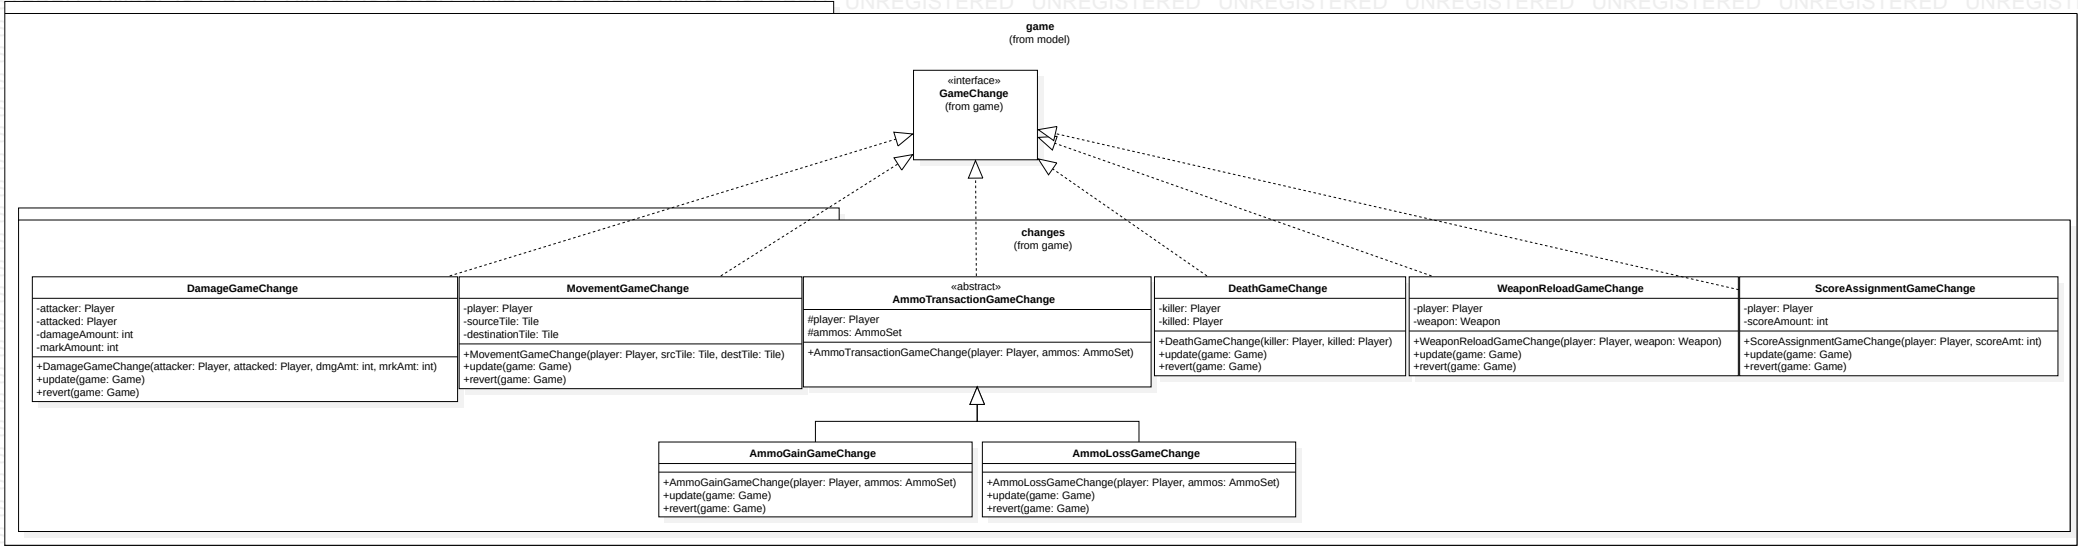 UNREGISTERED UNREGISTERED UNREGISTERED UNREGISTERED UNREGISTERED UNREGISTERED
game
(from model)
«interface»
GameChange
(from game)
changes
(from game)
DamageGameChange
-attacker: Player
-attacked: Player
-damageAmount: int
-markAmount: int
+DamageGameChange(attacker: Player, attacked: Player, dmgAmt: int, mrkAmt: int)
+update(game: Game)
+revert(game: Game)
MovementGameChange
-player: Player
-sourceTile: Tile
-destinationTile: Tile
+MovementGameChange(player: Player, srcTile: Tile, destTile: Tile)
+update(game: Game)
+revert(game: Game)
«abstract»
AmmoTransactionGameChange
#player: Player
#ammos: AmmoSet
+AmmoTransactionGameChange(player: Player, ammos: AmmoSet)
DeathGameChange
-killer: Player
-killed: Player
+DeathGameChange(killer: Player, killed: Player)
+update(game: Game)
+revert(game: Game)
WeaponReloadGameChange
-player: Player
-weapon: Weapon
+WeaponReloadGameChange(player: Player, weapon: Weapon)
+update(game: Game)
+revert(game: Game)
ScoreAssignmentGameChange
-player: Player
-scoreAmount: int
+ScoreAssignmentGameChange(player: Player, scoreAmt: int)
+update(game: Game)
+revert(game: Game)
AmmoGainGameChange
+AmmoGainGameChange(player: Player, ammos: AmmoSet)
+update(game: Game)
+revert(game: Game)
AmmoLossGameChange
+AmmoLossGameChange(player: Player, ammos: AmmoSet)
+update(game: Game)
+revert(game: Game)